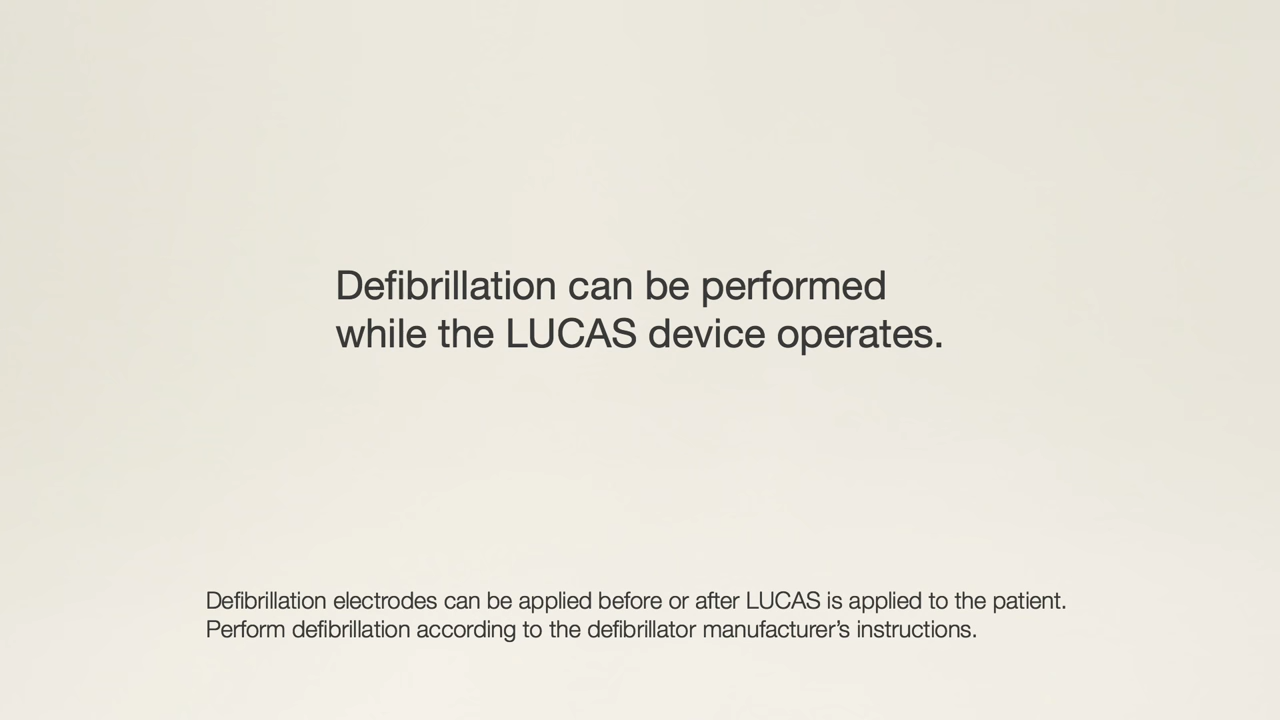 Defibrillation can be performed
while the LUCAS device operates.
Defibrillation electrodes can be applied before or after LUCAS is applied to the patient.
Perform defibrillation according to the defibrillator manufacturer’s instructions.